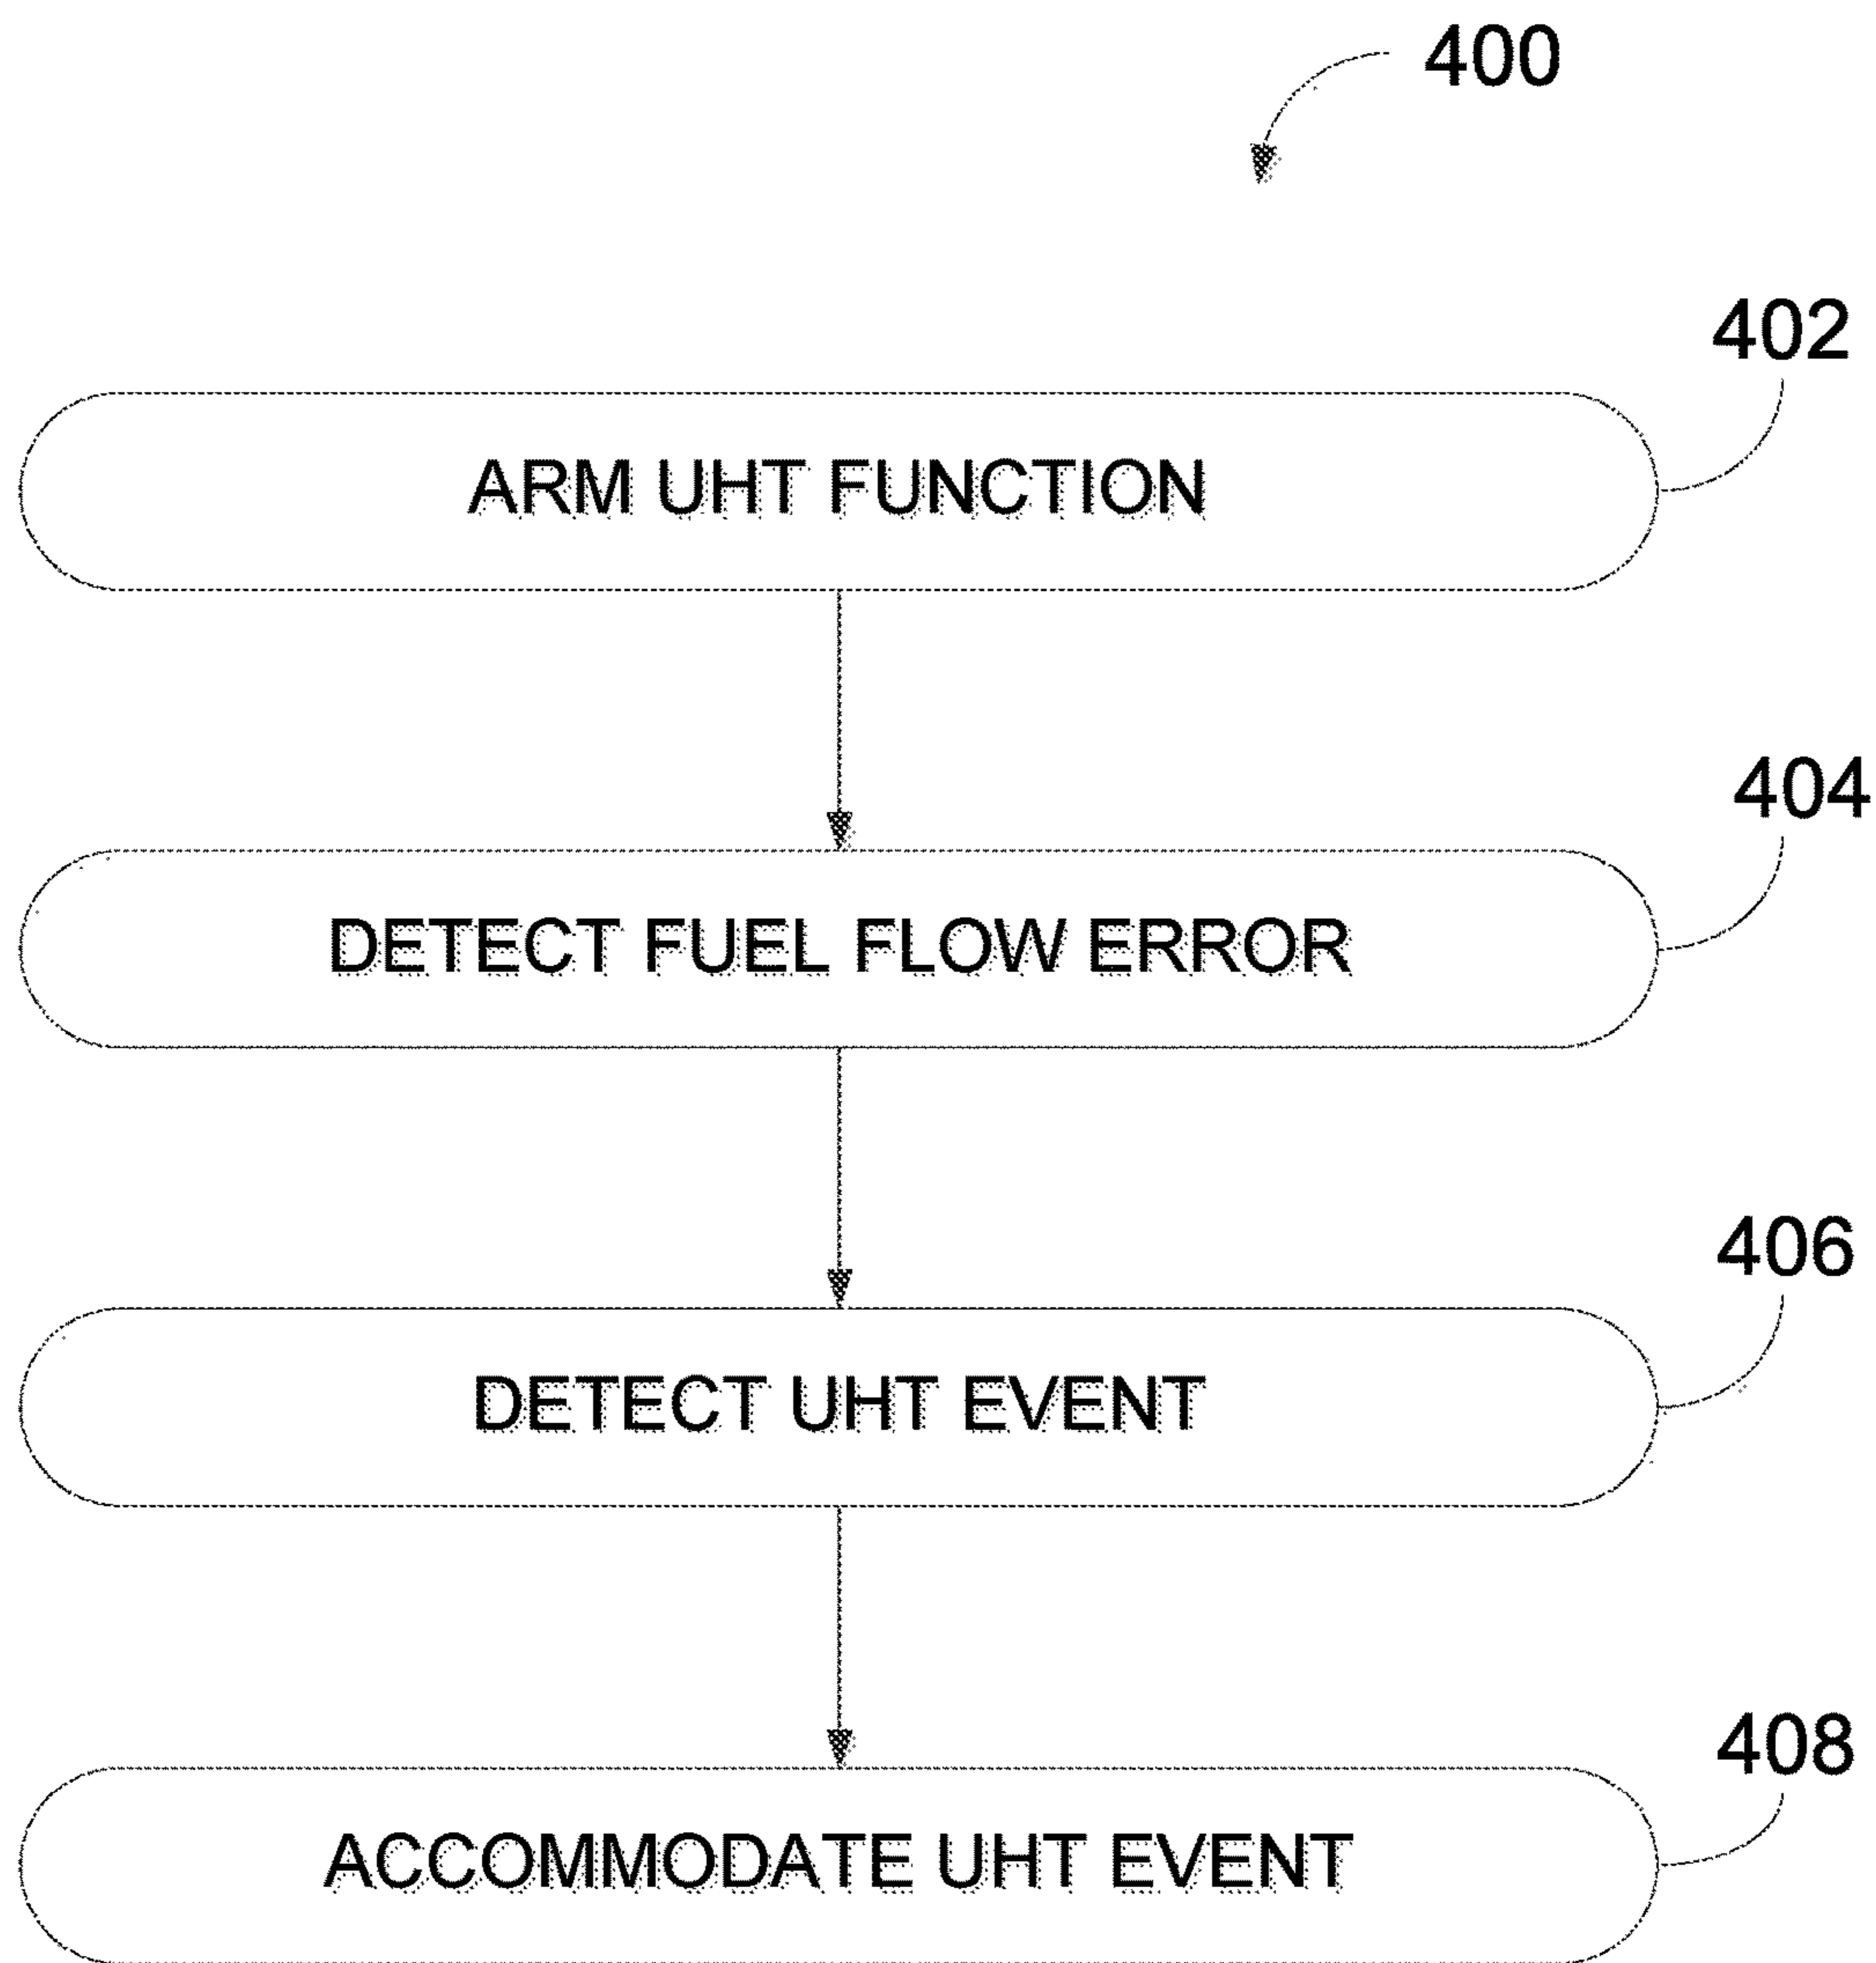 400
402
ARM UHT FUNCTION
404
DETECT FUEL FLOW ERROR
406
DETECT UHT EVENT
408
ACCOMMODATE UHT EVENT